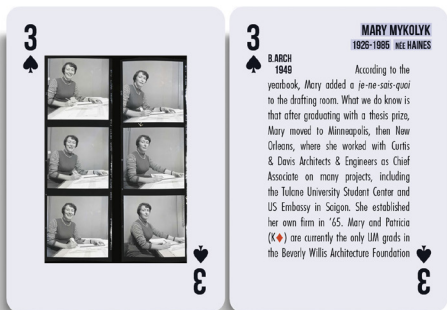 3
3
3
MARY MYKOLYK
1926-1985 NÉE HAINES
B.ARCH
1949
According to the
yearbook, Mary added a je-ne-sais-quoi
to the drafting room. What we do know is
that after graduating with a thesis prize,
Mary moved to Minneapolis, then New
Orleans, where she worked with Curtis
& Davis Architects & Engineers as Chief
Associate on many projects, including
the Tulane University Student Center and
US Embassy in Saigon. She established
her own firm in '65. Mary and Patricia
(K♦) are currently the only UM grads in
the Beverly Willis Architecture Foundation
3